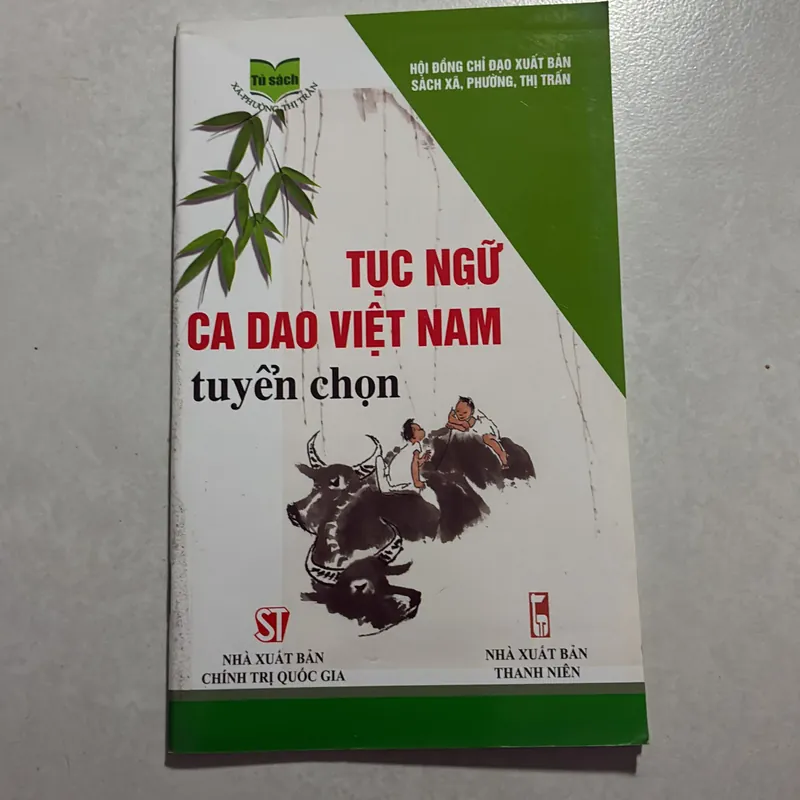 Tủ sách
XÃ-PHƯỜNG-THỊ TRẤN
HỘI ĐỒNG CHỈ ĐẠO XUẤT BẢN
SÁCH XÃ, PHƯỜNG, THỊ TRẤN
TỤC NGỮ
CA DAO VIỆT NAM
tuyển chọn
ST
NHÀ XUẤT BẢN
CHÍNH TRỊ QUỐC GIA
NHÀ XUẤT BẢN
THANH NIÊN